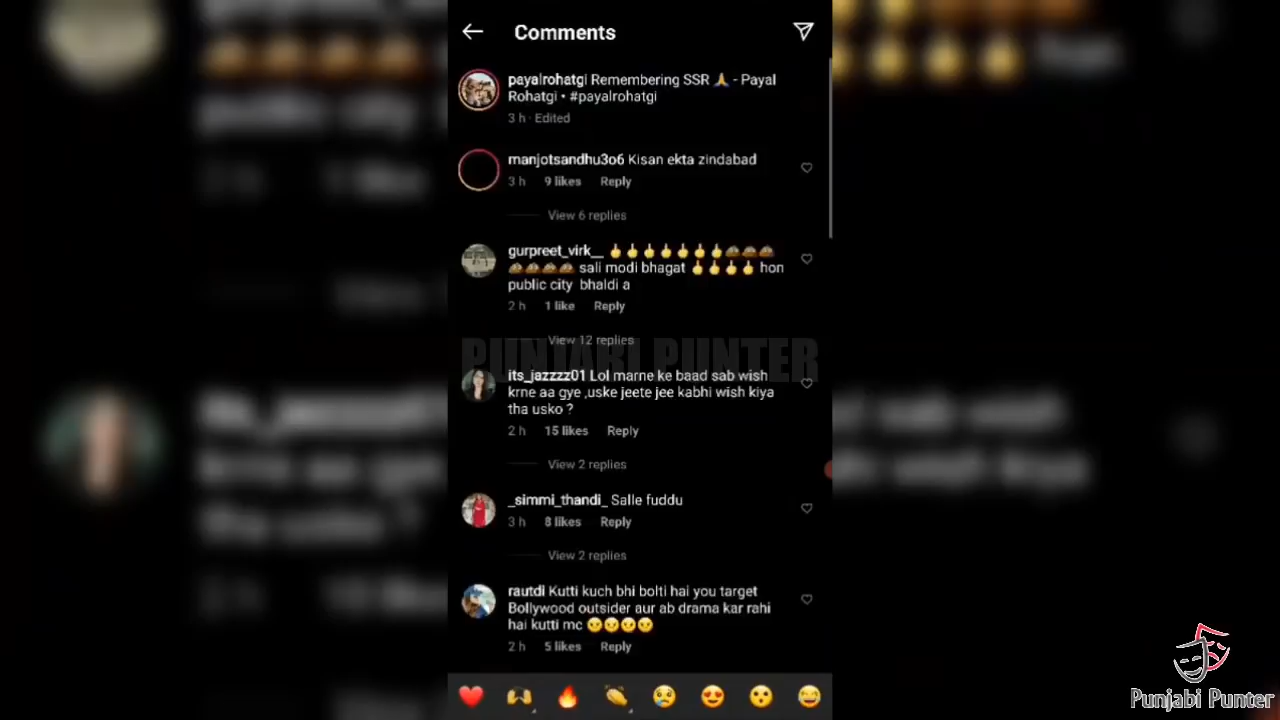 Comments
payalrohatgi Remembering SSR 🙏 - Payal
Rohatgi • #payalrohatgi
3 h · Edited
manjotsandhu3o6 Kisan ekta zindabad
3 h 9 likes Reply
View 6 replies
gurpreet_virk__ 🖕🖕🖕🖕🖕🖕🖕💩💩💩
💩💩💩💩 sali modi bhagat 🖕🖕🖕🖕 hon
public city bhaldi a
2 h 1 like Reply
View 12 replies
PUNJABI PUNTER
its_jazzzz01 Lol marne ke baad sab wish
krne aa gye ,uske jeete jee kabhi wish kiya
tha usko ?
2 h 15 likes Reply
View 2 replies
_simmi_thandi_ Salle fuddu
3 h 8 likes Reply
View 2 replies
rautdi Kutti kuch bhi bolti hai you target
Bollywood outsider aur ab drama kar rahi
hai kutti mc 😠😠😠😠
2 h 5 likes Reply
Punjabi Punter